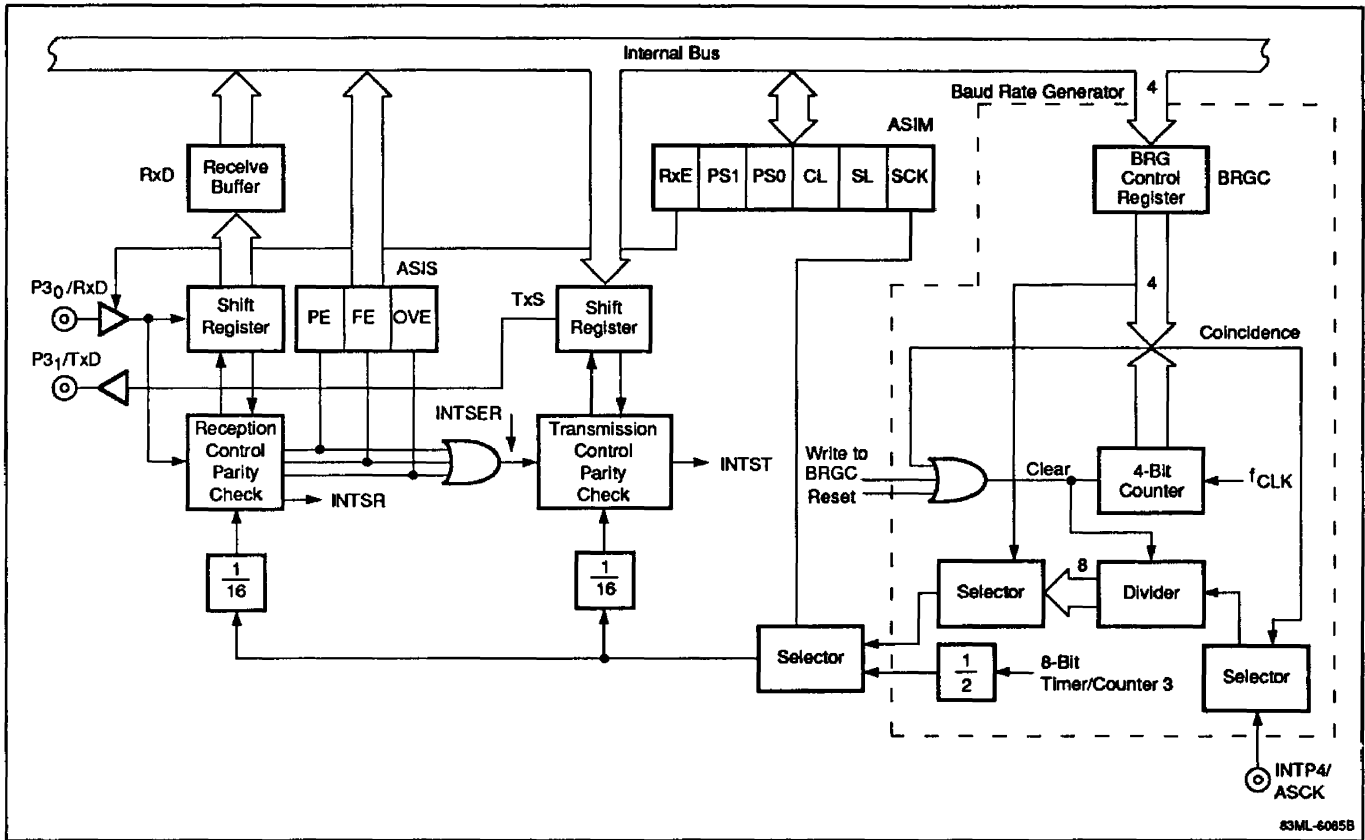 Internal Bus
Baud Rate Generator
4
ASIM
RxD
Receive
Buffer
RxE PS1 PS0 CL SL SCK
BRG
Control
Register
BRGC
ASIS
P3₀/RxD
Shift
Register
PE FE OVE
TxS
Shift
Register
4
Coincidence
P3₁/TxD
INTSER
Reception
Control
Parity
Check
Transmission
Control
Parity
Check
INTST
INTSR
Write to
BRGC
Reset
Clear
4-Bit
Counter
fCLK
1
16
1
16
Selector
8
Divider
Selector
1
2
8-Bit
Timer/Counter 3
Selector
INTP4/
ASCK
83ML-6065B